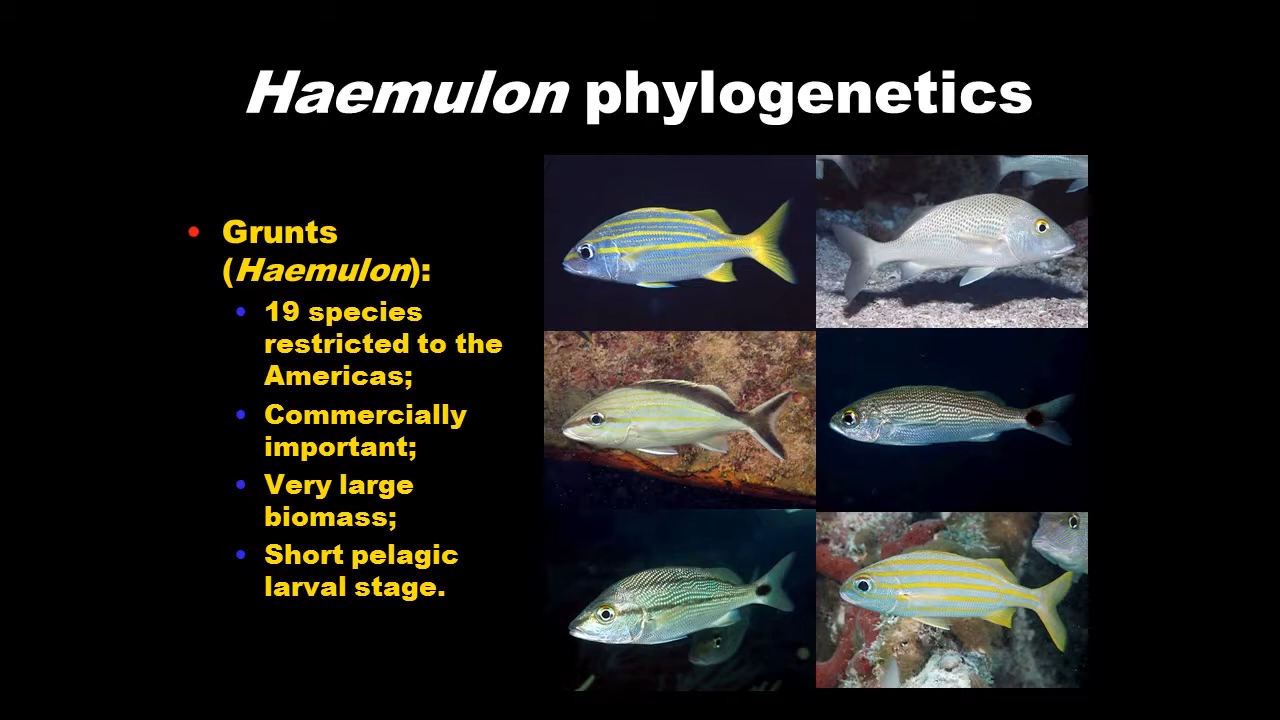 Haemulon phylogenetics
• Grunts
(Haemulon):
• 19 species
restricted to the
Americas;
• Commercially
important;
• Very large
biomass;
• Short pelagic
larval stage.